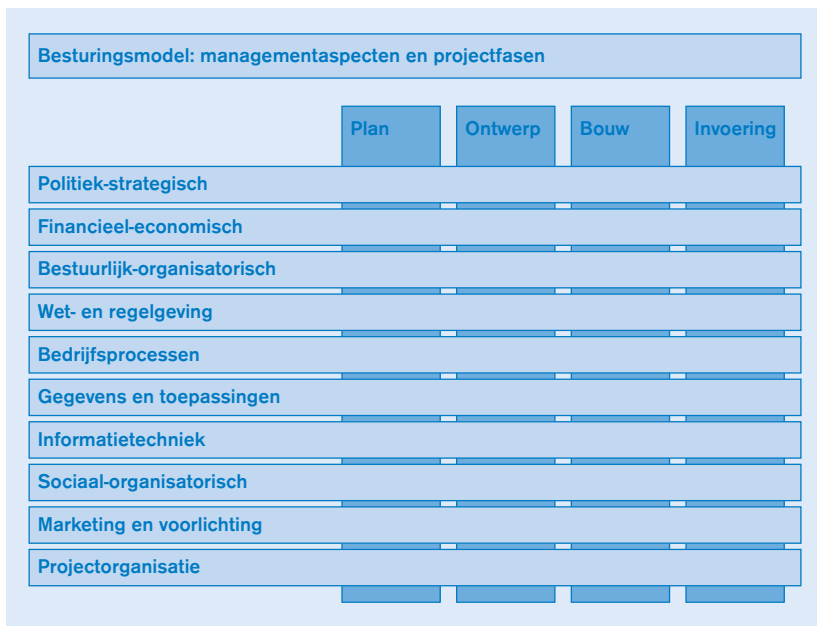 Besturingsmodel: managementaspecten en projectfasen
Plan Ontwerp Bouw Invoering
Politiek-strategisch
Financieel-economisch
Bestuurlijk-organisatorisch
Wet- en regelgeving
Bedrijfsprocessen
Gegevens en toepassingen
Informatietechniek
Sociaal-organisatorisch
Marketing en voorlichting
Projectorganisatie